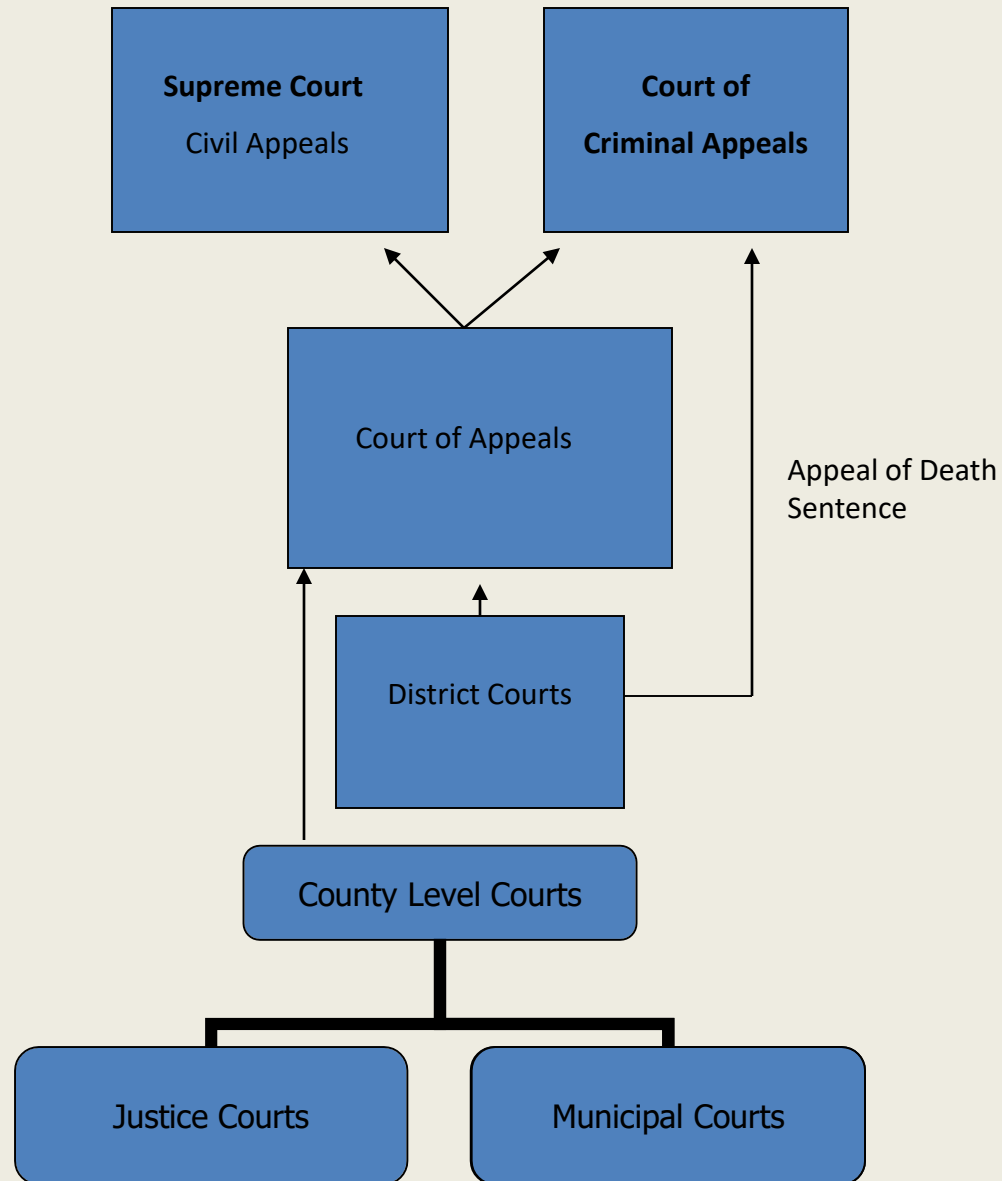 Supreme Court
Civil Appeals
Court of
Criminal Appeals
Court of Appeals
Appeal of Death
Sentence
District Courts
County Level Courts
Justice Courts
Municipal Courts